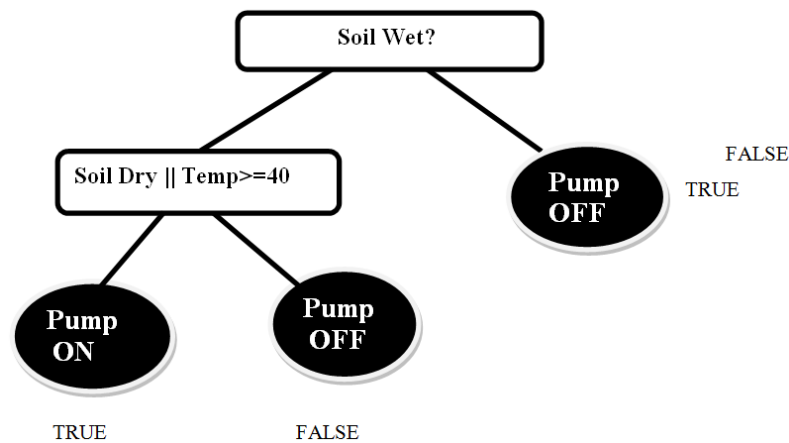 Soil Wet?
FALSE
Soil Dry || Temp>=40
Pump
OFF
TRUE
Pump
ON
Pump
OFF
TRUE
FALSE